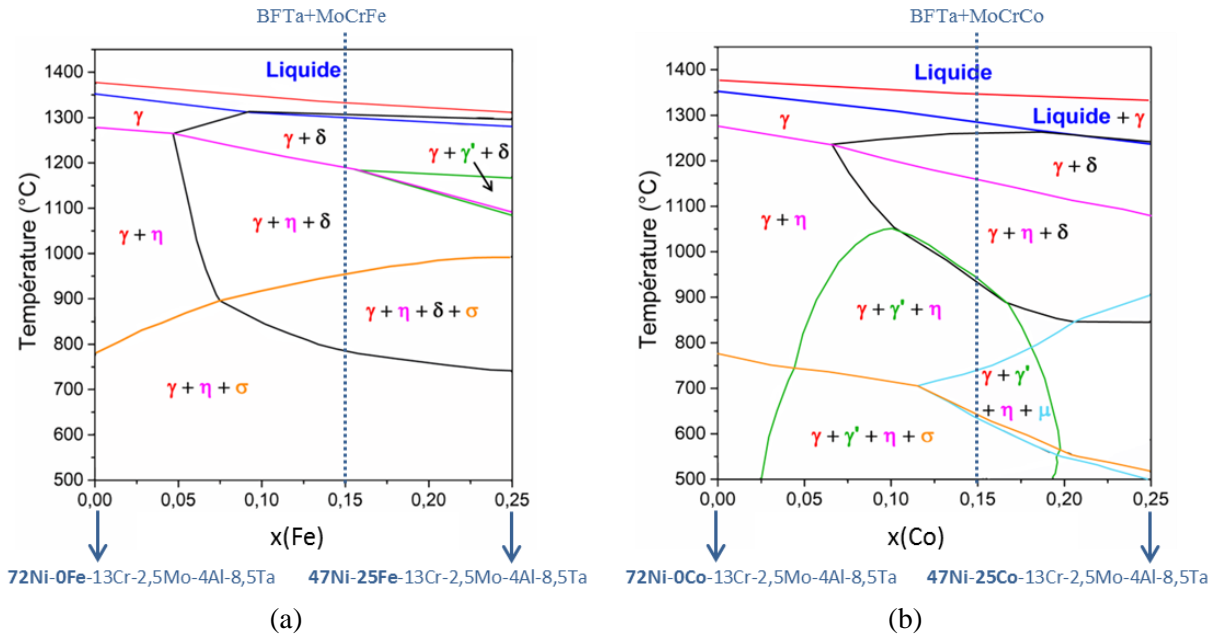 BFTa+MoCrFe
1400
1300
1200
1100
1000
900
800
700
600
500
Température (°C)
Liquide
γ
γ + δ
γ + γ' + δ
γ + η
γ + η + δ
γ + η + δ + σ
γ + η + σ
0,00
0,05
0,10
0,15
0,20
0,25
x(Fe)
72Ni-0Fe-13Cr-2,5Mo-4Al-8,5Ta
47Ni-25Fe-13Cr-2,5Mo-4Al-8,5Ta
(a)
BFTa+MoCrCo
1400
1300
1200
1100
1000
900
800
700
600
500
Température (°C)
Liquide
Liquide + γ
γ
γ + δ
γ + η
γ + η + δ
γ + γ' + η
γ + γ'
+ η + μ
γ + γ' + η + σ
0,00
0,05
0,10
0,15
0,20
0,25
x(Co)
72Ni-0Co-13Cr-2,5Mo-4Al-8,5Ta
47Ni-25Co-13Cr-2,5Mo-4Al-8,5Ta
(b)